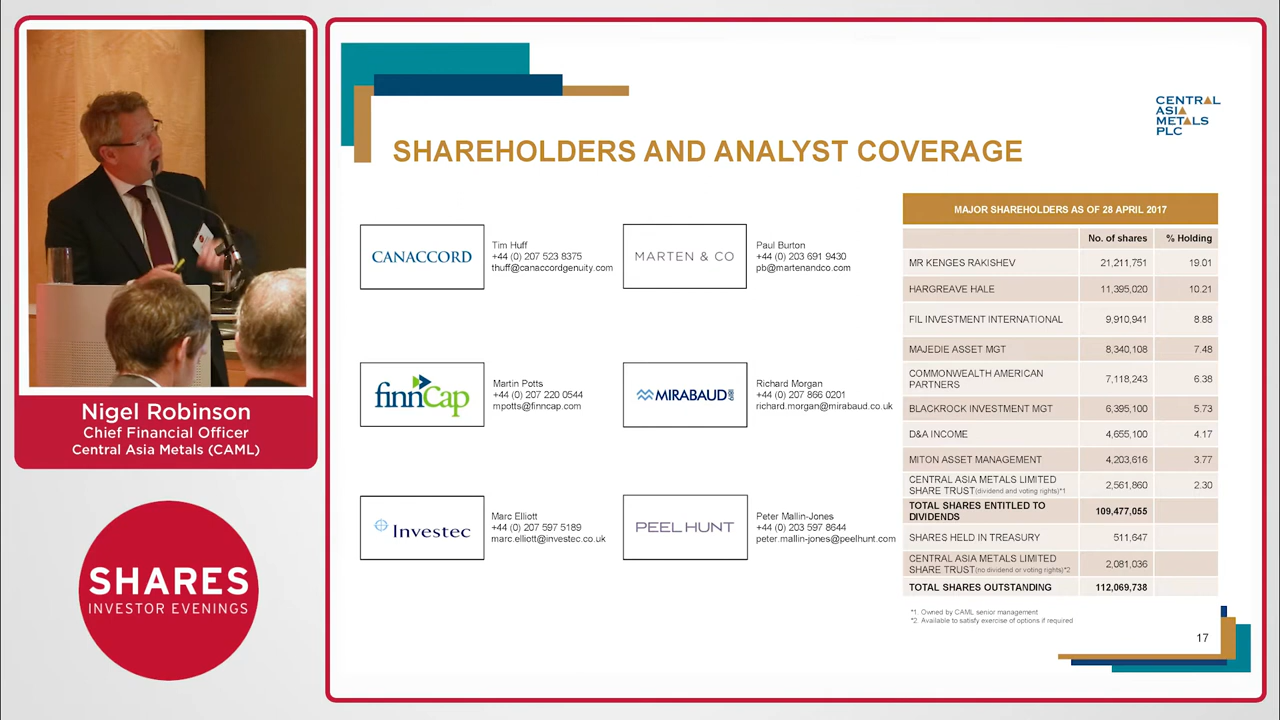 Nigel Robinson
Chief Financial Officer
Central Asia Metals (CAML)
SHARES
INVESTOR EVENINGS
CENTRAL
ASIA
METALS
PLC
SHAREHOLDERS AND ANALYST COVERAGE
CANACCORD
Tim Huff
+44 (0) 207 523 8375
thuff@canaccordgenuity.com
MARTEN & CO
Paul Burton
+44 (0) 203 691 9430
pb@martenandco.com
finnCap
Martin Potts
+44 (0) 207 220 0544
mpotts@finncap.com
MIRABAUD
Richard Morgan
+44 (0) 207 866 0201
richard.morgan@mirabaud.co.uk
Investec
Marc Elliott
+44 (0) 207 597 5189
marc.elliott@investec.co.uk
PEEL HUNT
Peter Mallin-Jones
+44 (0) 203 597 8644
peter.mallin-jones@peelhunt.com
MAJOR SHAREHOLDERS AS OF 28 APRIL 2017
No. of shares % Holding
MR KENGES RAKISHEV 21,211,751 19.01
HARGREAVE HALE 11,395,020 10.21
FIL INVESTMENT INTERNATIONAL 9,910,941 8.88
MAJEDIE ASSET MGT 8,340,108 7.48
COMMONWEALTH AMERICAN
PARTNERS 7,118,243 6.38
BLACKROCK INVESTMENT MGT 6,395,100 5.73
D&A INCOME 4,655,100 4.17
MITON ASSET MANAGEMENT 4,203,616 3.77
CENTRAL ASIA METALS LIMITED
SHARE TRUST(dividend and voting rights)*1 2,561,860 2.30
TOTAL SHARES ENTITLED TO
DIVIDENDS 109,477,055
SHARES HELD IN TREASURY 511,647
CENTRAL ASIA METALS LIMITED
SHARE TRUST(no dividend or voting rights)*2 2,081,036
TOTAL SHARES OUTSTANDING 112,069,738
*1. Owned by CAML senior management
*2. Available to satisfy exercise of options if required
17